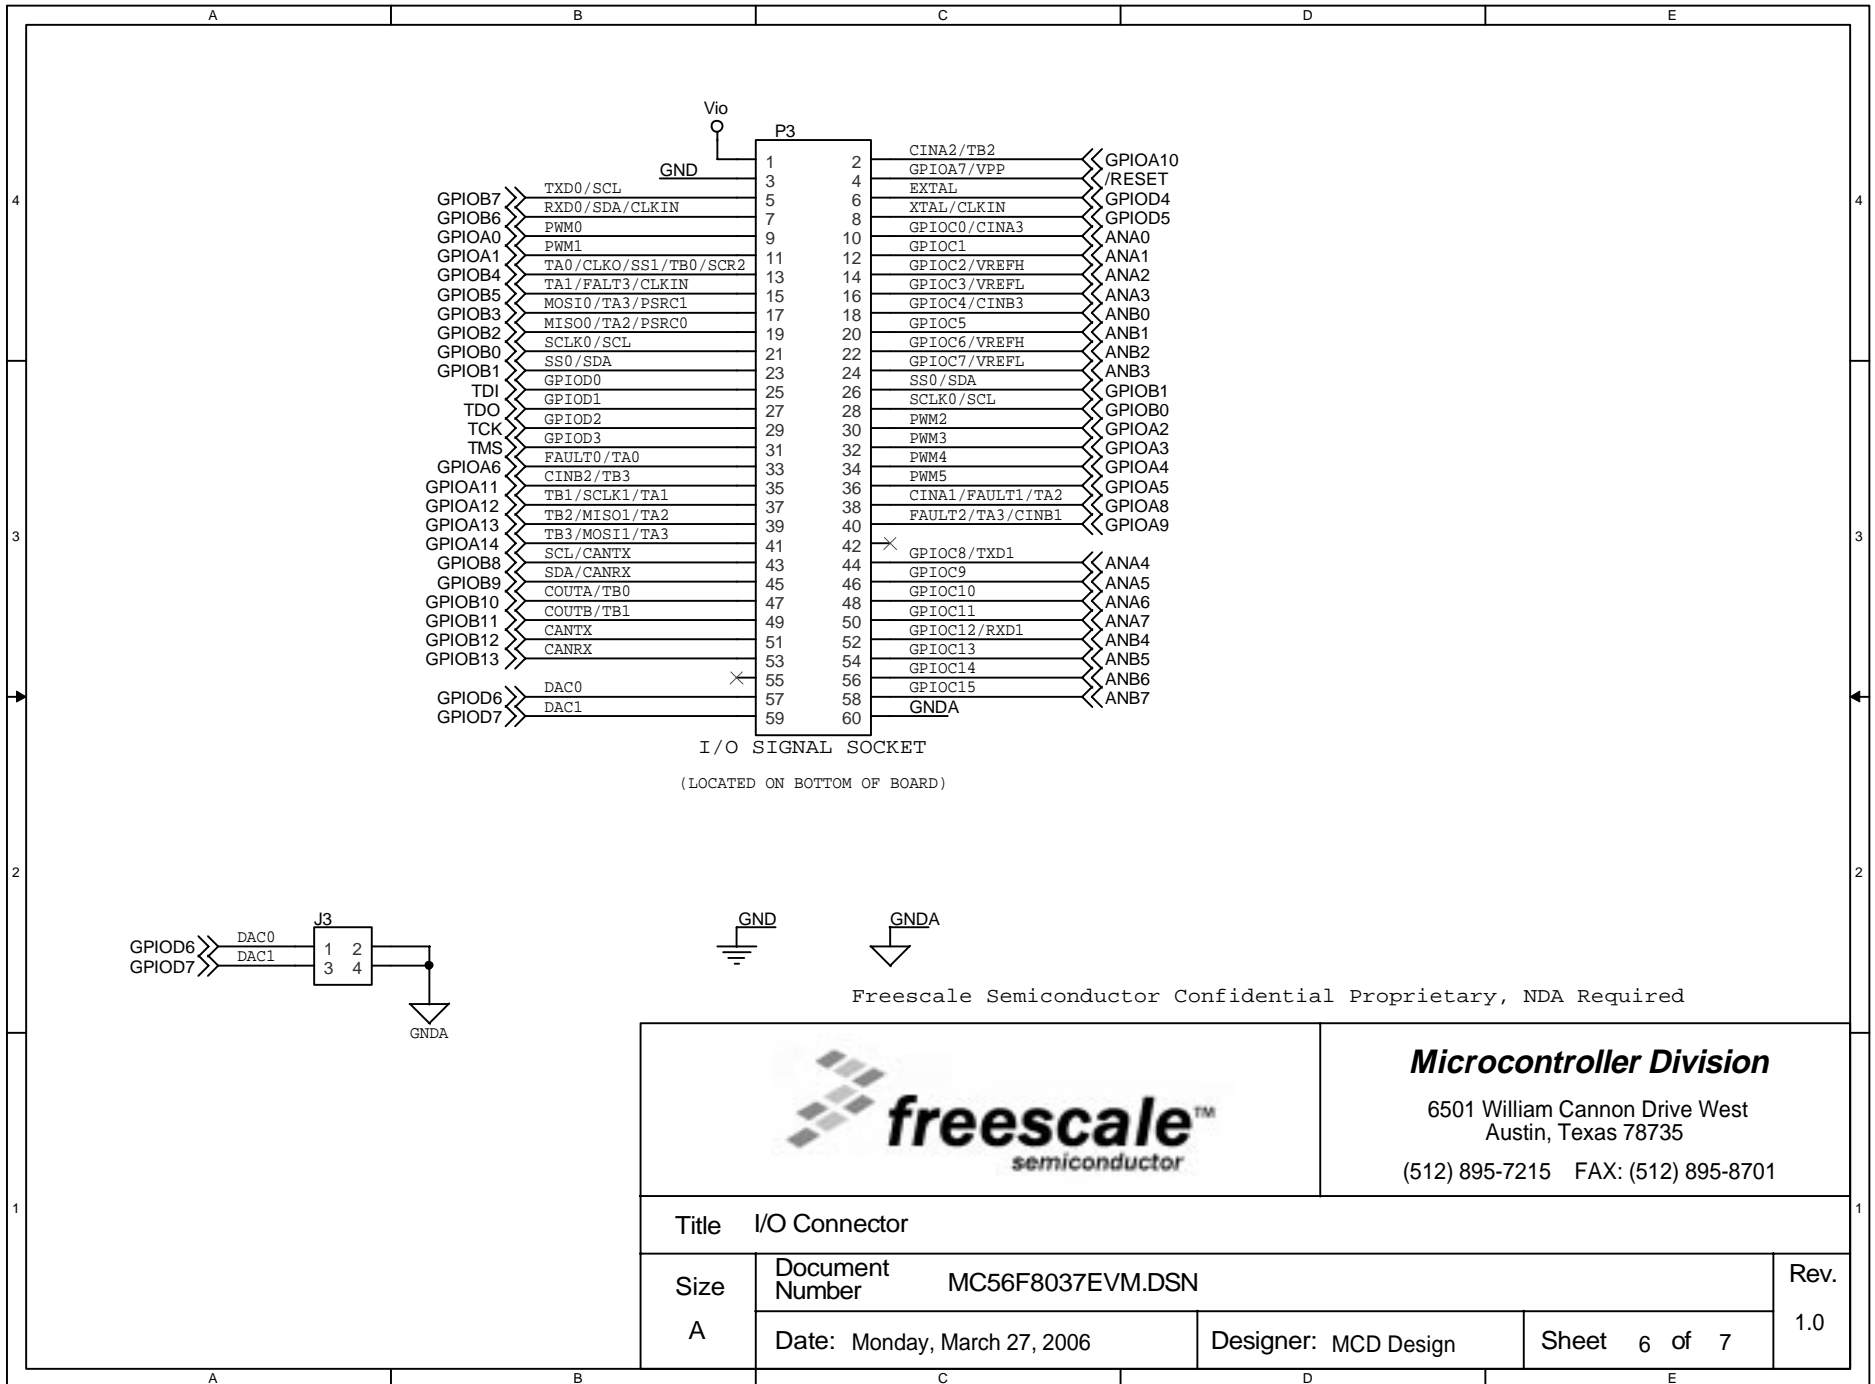 A B C D E
4 4
3 3
2 2
1 1
Vio
P3
GND
1 2 CINA2/TB2 GPIOA10
3 4 GPIOA7/VPP /RESET
GPIOB7 TXD0/SCL 5 6 EXTAL GPIOD4
GPIOB6 RXD0/SDA/CLKIN 7 8 XTAL/CLKIN GPIOD5
GPIOA0 PWM0 9 10 GPIOC0/CINA3 ANA0
GPIOA1 PWM1 11 12 GPIOC1 ANA1
GPIOB4 TA0/CLKO/SS1/TB0/SCR2 13 14 GPIOC2/VREFH ANA2
GPIOB5 TA1/FALT3/CLKIN 15 16 GPIOC3/VREFL ANA3
GPIOB3 MOSI0/TA3/PSRC1 17 18 GPIOC4/CINB3 ANB0
GPIOB2 MISO0/TA2/PSRC0 19 20 GPIOC5 ANB1
GPIOB0 SCLK0/SCL 21 22 GPIOC6/VREFH ANB2
GPIOB1 SS0/SDA 23 24 GPIOC7/VREFL ANB3
TDI GPIOD0 25 26 SS0/SDA GPIOB1
TDO GPIOD1 27 28 SCLK0/SCL GPIOB0
TCK GPIOD2 29 30 PWM2 GPIOA2
TMS GPIOD3 31 32 PWM3 GPIOA3
GPIOA6 FAULT0/TA0 33 34 PWM4 GPIOA4
GPIOA11 CINB2/TB3 35 36 PWM5 GPIOA5
GPIOA12 TB1/SCLK1/TA1 37 38 CINA1/FAULT1/TA2 GPIOA8
GPIOA13 TB2/MISO1/TA2 39 40 FAULT2/TA3/CINB1 GPIOA9
GPIOA14 TB3/MOSI1/TA3 41 42
GPIOB8 SCL/CANTX 43 44 GPIOC8/TXD1 ANA4
GPIOB9 SDA/CANRX 45 46 GPIOC9 ANA5
GPIOB10 COUTA/TB0 47 48 GPIOC10 ANA6
GPIOB11 COUTB/TB1 49 50 GPIOC11 ANA7
GPIOB12 CANTX 51 52 GPIOC12/RXD1 ANB4
GPIOB13 CANRX 53 54 GPIOC13 ANB5
55 56 GPIOC14 ANB6
GPIOD6 DAC0 57 58 GPIOC15 ANB7
GPIOD7 DAC1 59 60 GNDA
I/O SIGNAL SOCKET
(LOCATED ON BOTTOM OF BOARD)
J3
GPIOD6 DAC0 1 2
GPIOD7 DAC1 3 4
GNDA
GND GNDA
Freescale Semiconductor Confidential Proprietary, NDA Required
freescale™
semiconductor
Microcontroller Division
6501 William Cannon Drive West
Austin, Texas 78735
(512) 895-7215 FAX: (512) 895-8701
Title I/O Connector
Size
A
Document Number MC56F8037EVM.DSN
Rev.
1.0
Date: Monday, March 27, 2006
Designer: MCD Design
Sheet 6 of 7
A B C D E